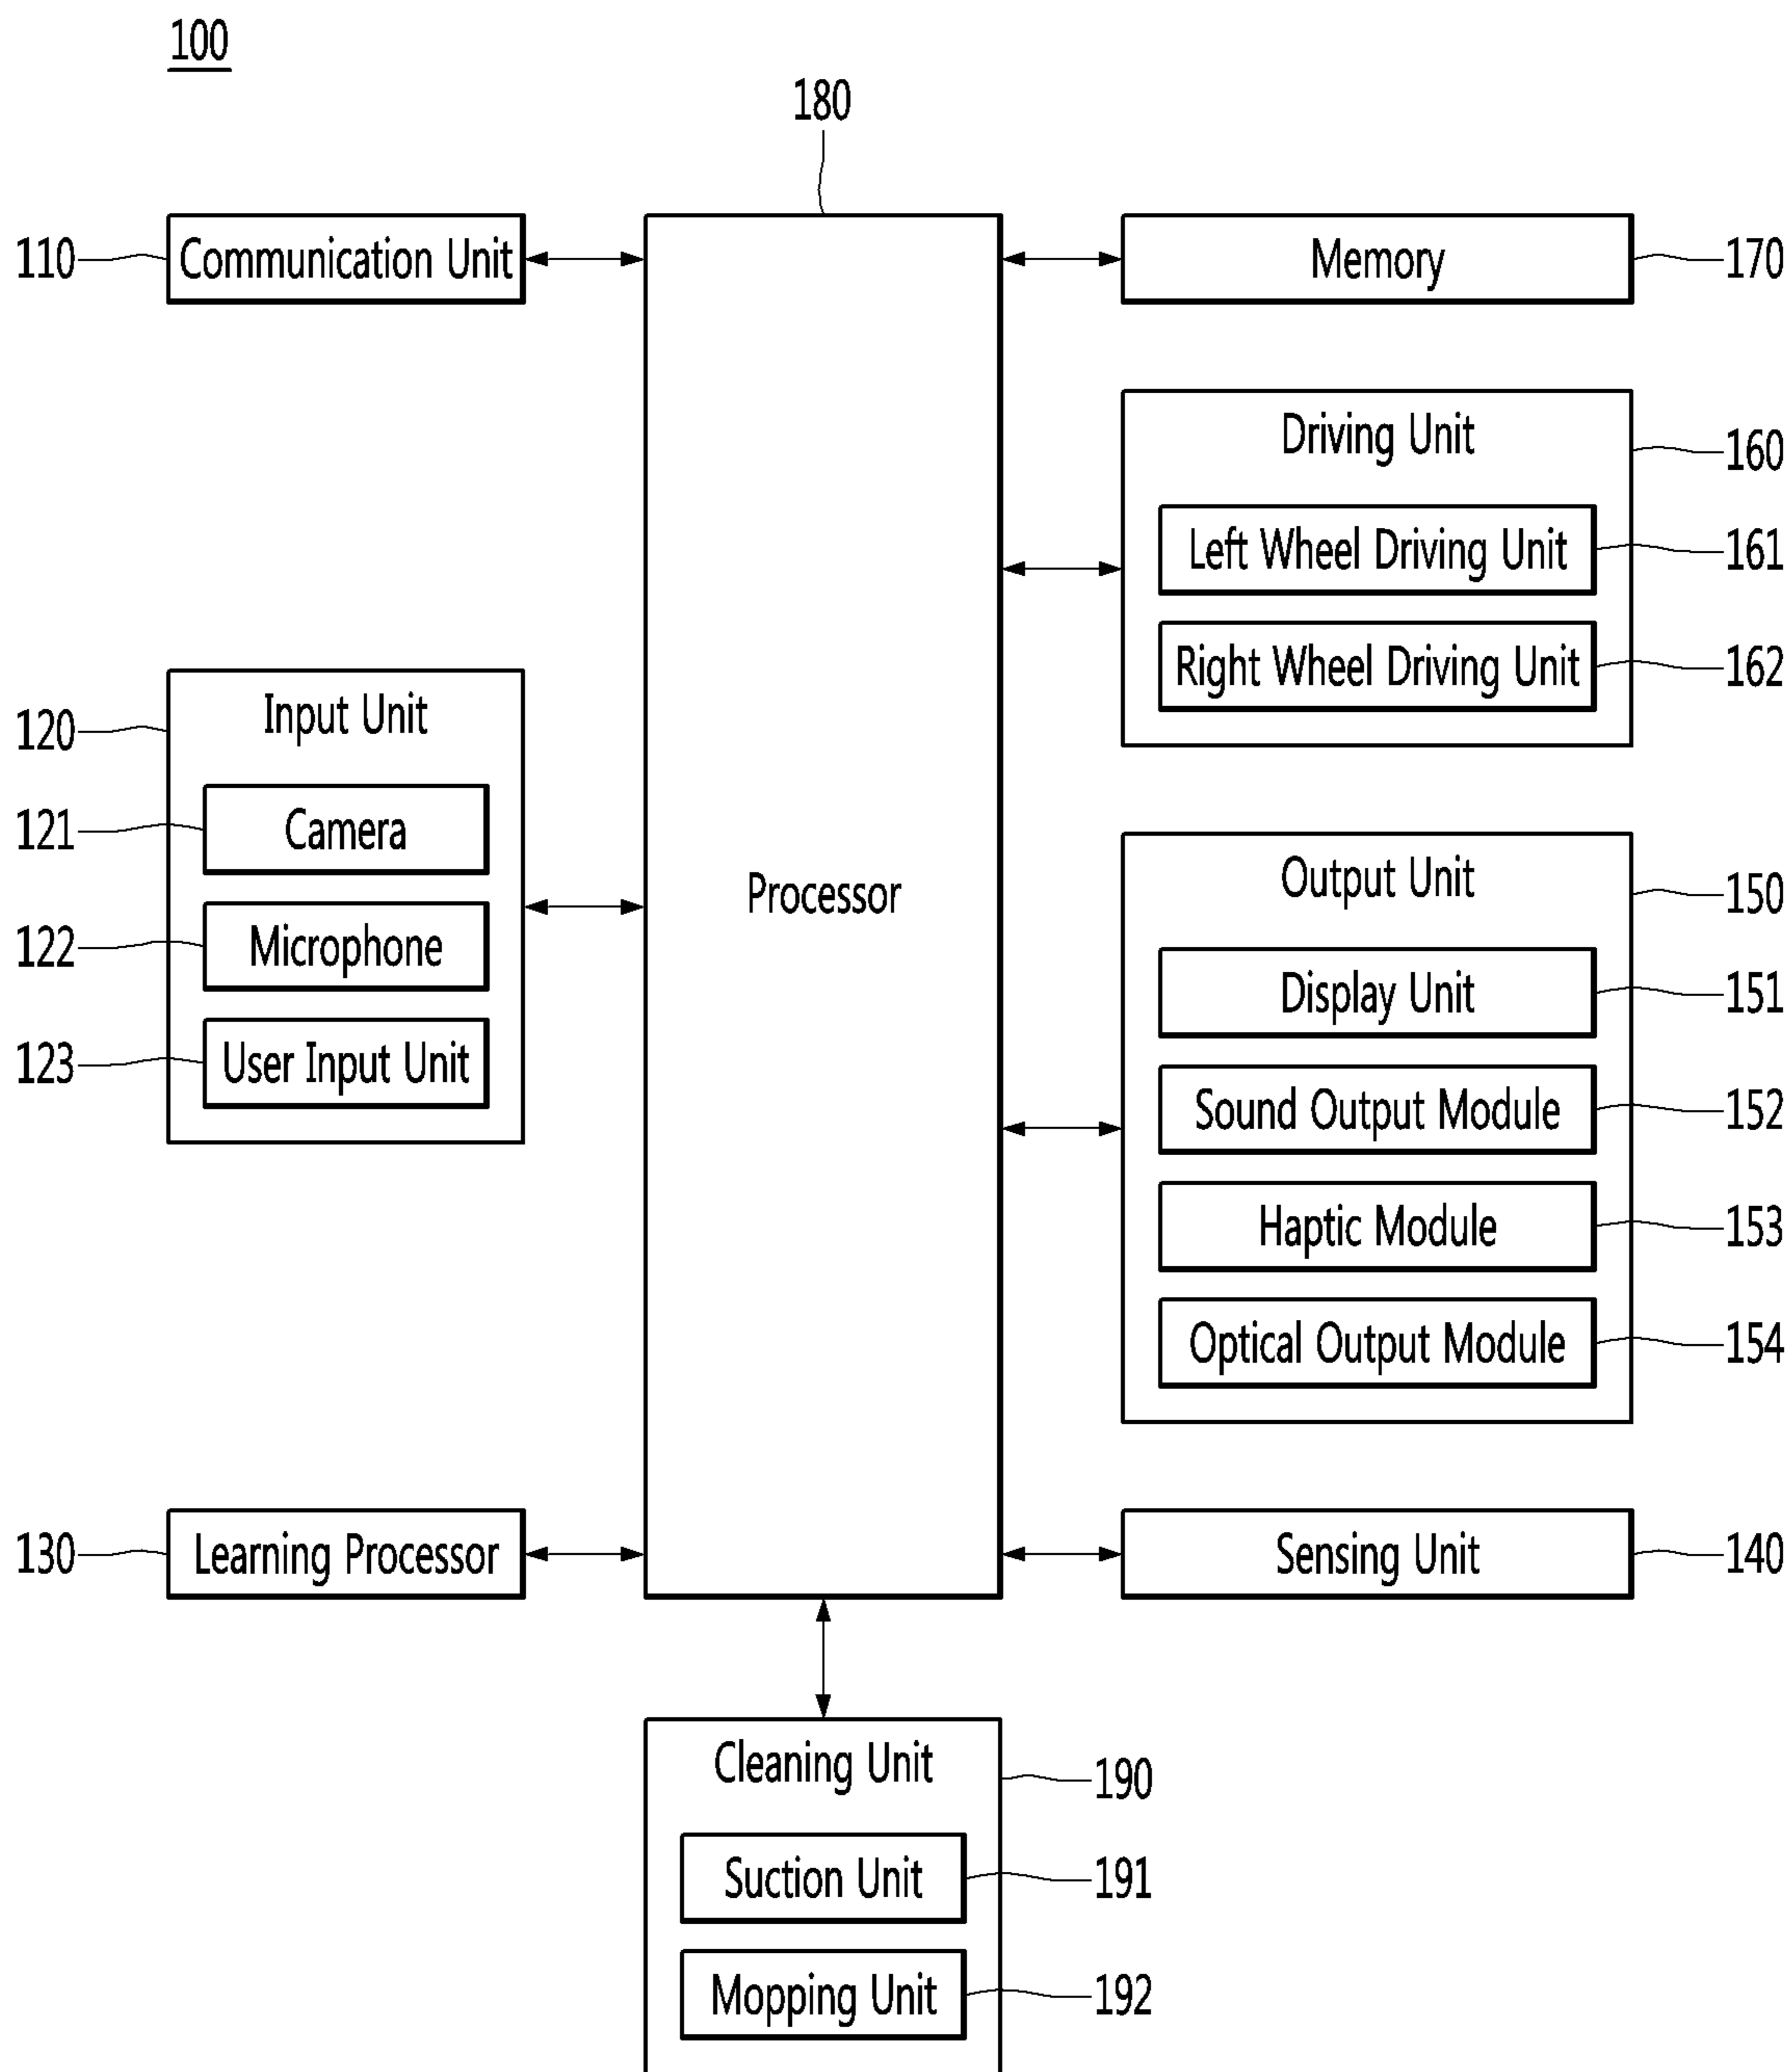 100
180
110
Communication Unit
Memory
170
Driving Unit
160
Left Wheel Driving Unit
161
Right Wheel Driving Unit
162
Input Unit
120
Camera
121
Microphone
122
User Input Unit
123
Processor
Output Unit
150
Display Unit
151
Sound Output Module
152
Haptic Module
153
Optical Output Module
154
130
Learning Processor
Sensing Unit
140
Cleaning Unit
190
Suction Unit
191
Mopping Unit
192